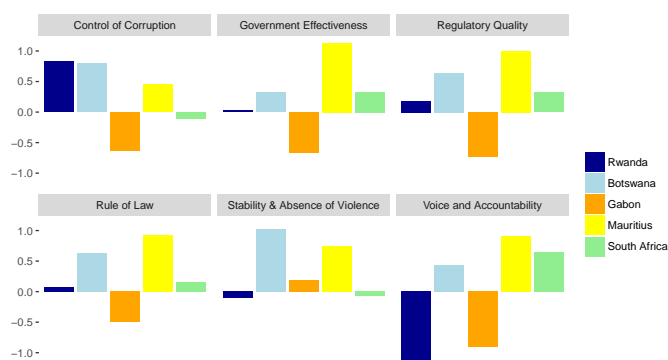 Control of Corruption
Government Effectiveness
Regulatory Quality
1.0
0.5
0.0
−0.5
−1.0
Rule of Law
Stability & Absence of Violence
Voice and Accountability
1.0
0.5
0.0
−0.5
−1.0
Rwanda
Botswana
Gabon
Mauritius
South Africa